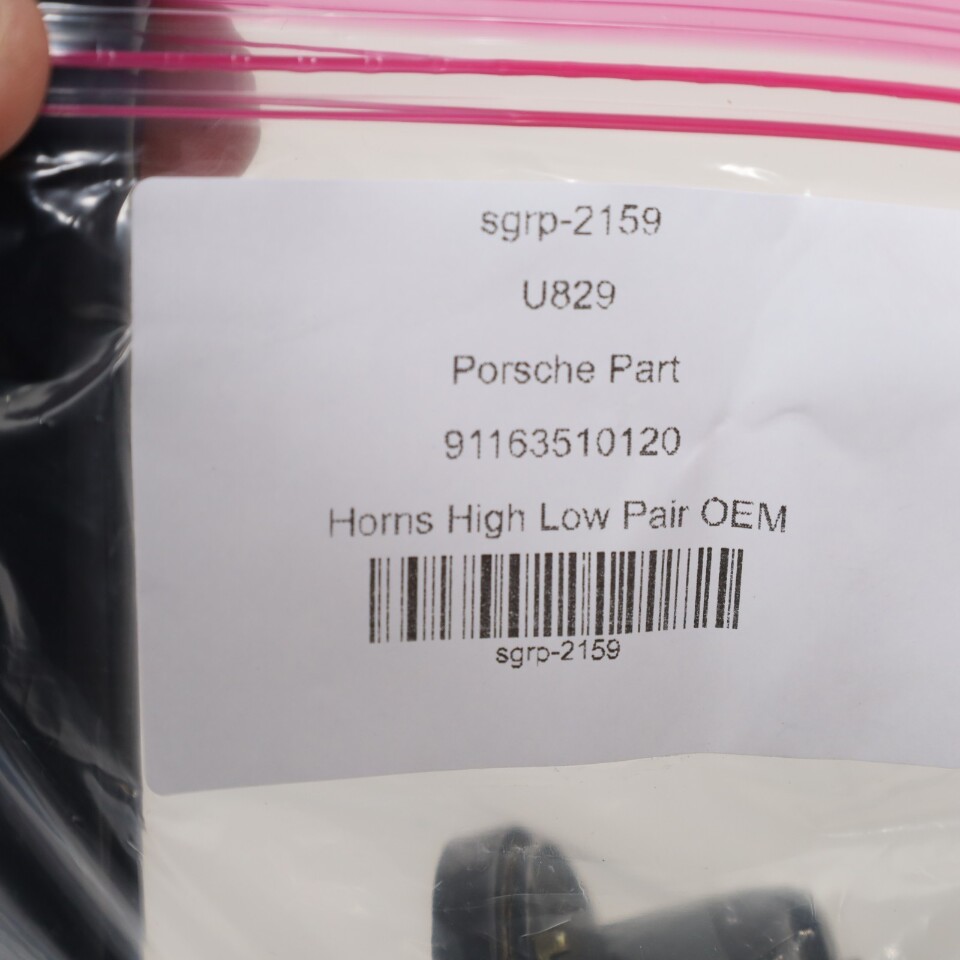 sgrp-2159
U829
Porsche Part
91163510120
Horns High Low Pair OEM
sgrp-2159